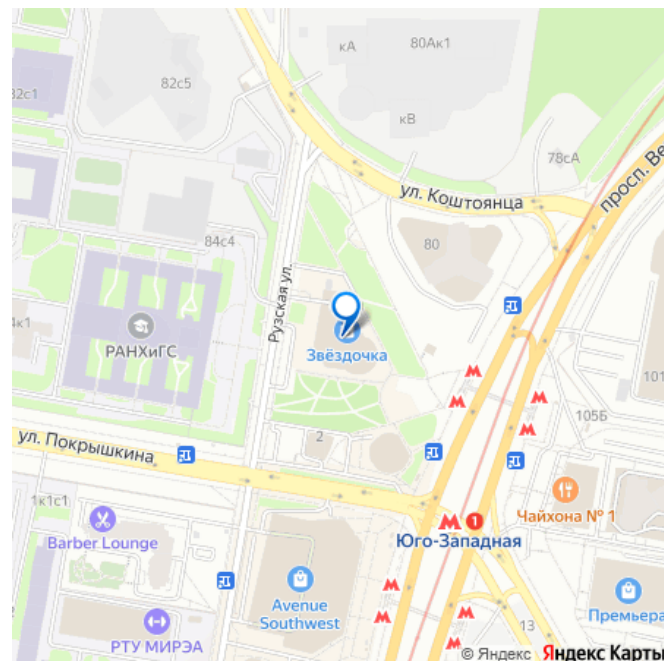 кА
80Ак1
82с5
32с1
кВ
78сА
ул. Коштоянца
просп. Ве
84с4
80
Рузская ул.
4к1
РАНХиГС
Звёздочка
101
105Б
ул. Покрышкина
2
1к1с1
Чайхона № 1
1
Юго-Западная
Barber Lounge
Avenue
Southwest
Премьера
РТУ МИРЭА
13
© Яндекс Яндекс Карты